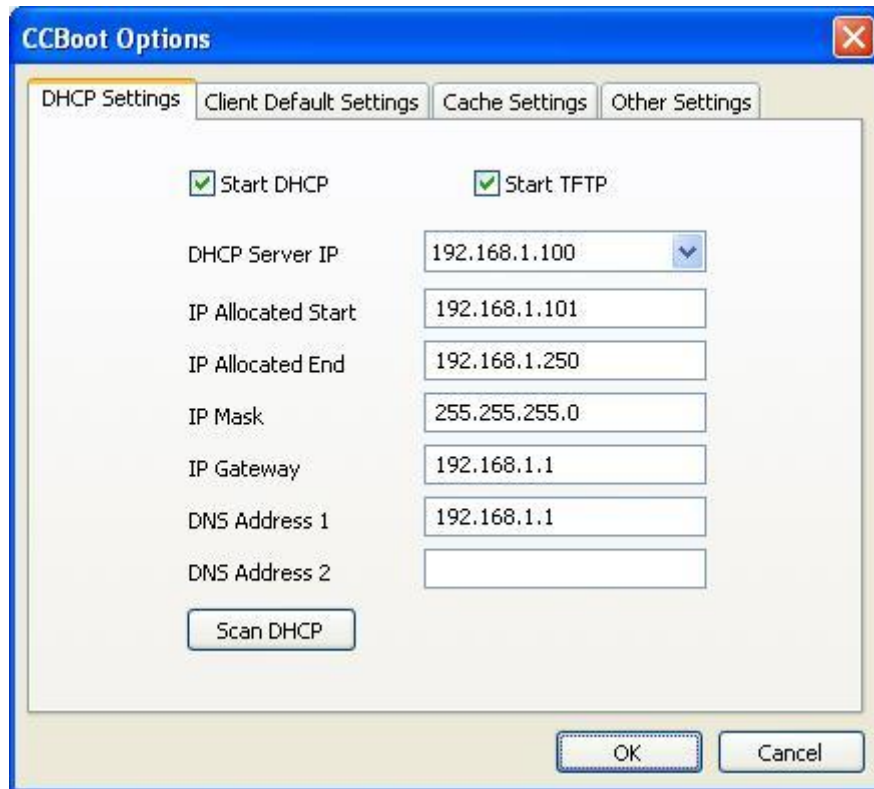 CCBoot Options
DHCP Settings Client Default Settings Cache Settings Other Settings
Start DHCP Start TFTP
DHCP Server IP 192.168.1.100
IP Allocated Start 192.168.1.101
IP Allocated End 192.168.1.250
IP Mask 255.255.255.0
IP Gateway 192.168.1.1
DNS Address 1 192.168.1.1
DNS Address 2
Scan DHCP
OK Cancel